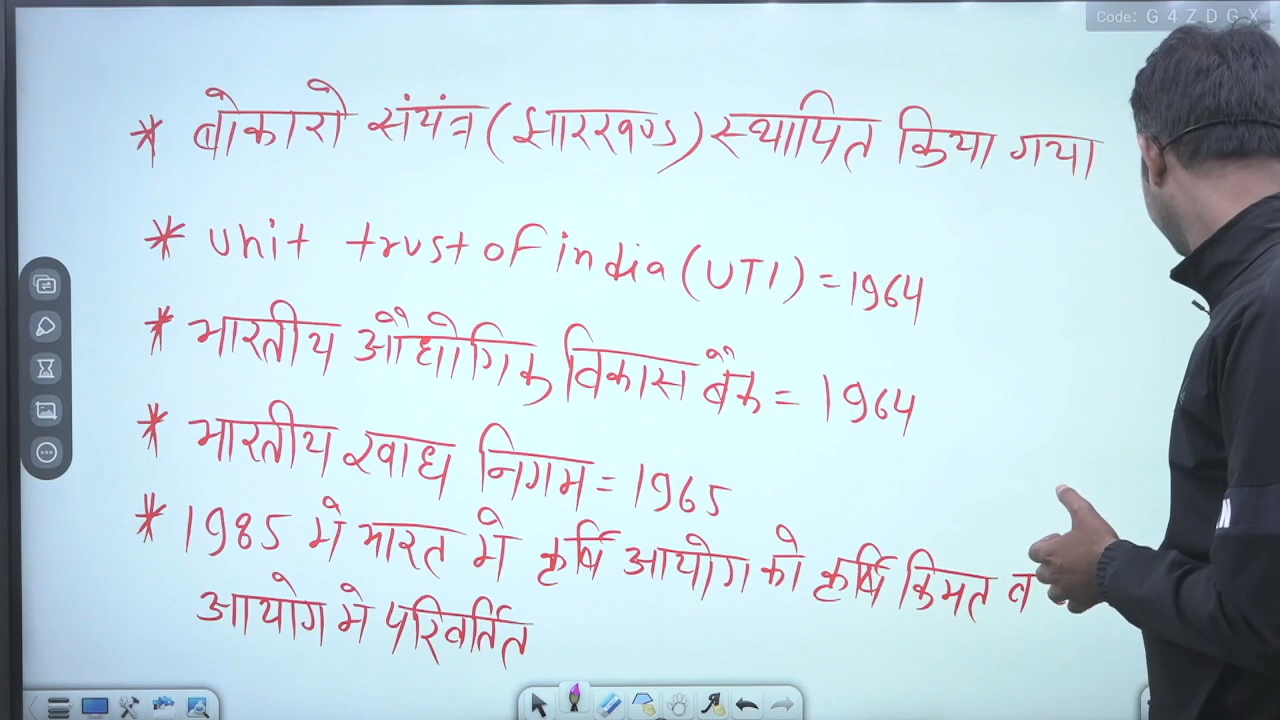 Code: G4ZDGX
* बोकारो संयंत्र (झारखण्ड) स्थापित किया गया
* Unit trust of india (UTI) = 1964
* भारतीय औद्योगिक विकास बैंक = 1964
* भारतीय खाद्य निगम = 1965
* 1985 मे भारत मे कृर्षि आयोग को कृर्षि किमत व
आयोग मे परिवर्तित